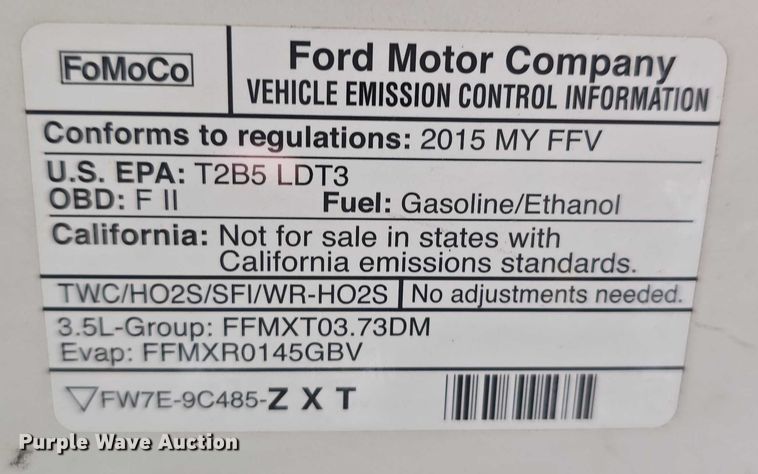 FoMoCo
Ford Motor Company
VEHICLE EMISSION CONTROL INFORMATION
Conforms to regulations: 2015 MY FFV
U.S. EPA: T2B5 LDT3
OBD: F II Fuel: Gasoline/Ethanol
California: Not for sale in states with
California emissions standards.
TWC/HO2S/SFI/WR-HO2S No adjustments needed.
3.5L-Group: FFMXT03.73DM
Evap: FFMXR0145GBV
FW7E-9C485-Z X T
Purple Wave Auction